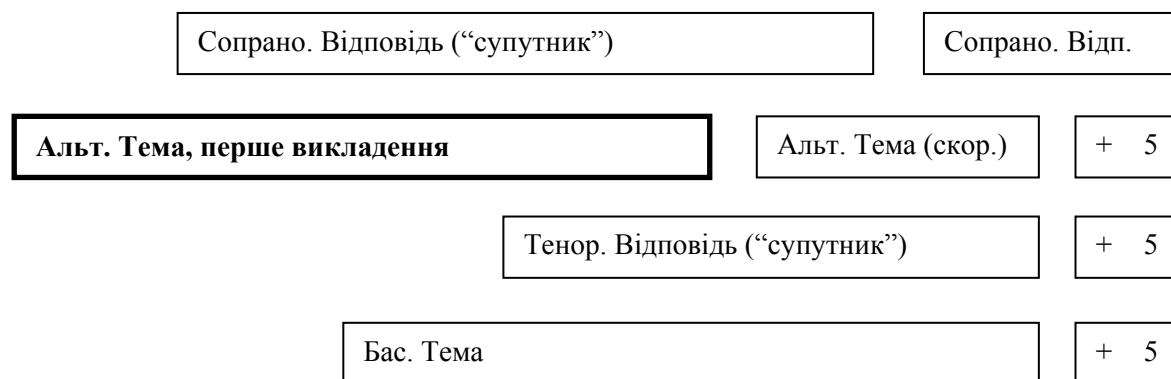 Сопрано. Відповідь (“супутник”)
Сопрано. Відп.
Альт. Тема, перше викладення
Альт. Тема (скор.)
+ 5
Тенор. Відповідь (“супутник”)
+ 5
Бас. Тема
+ 5